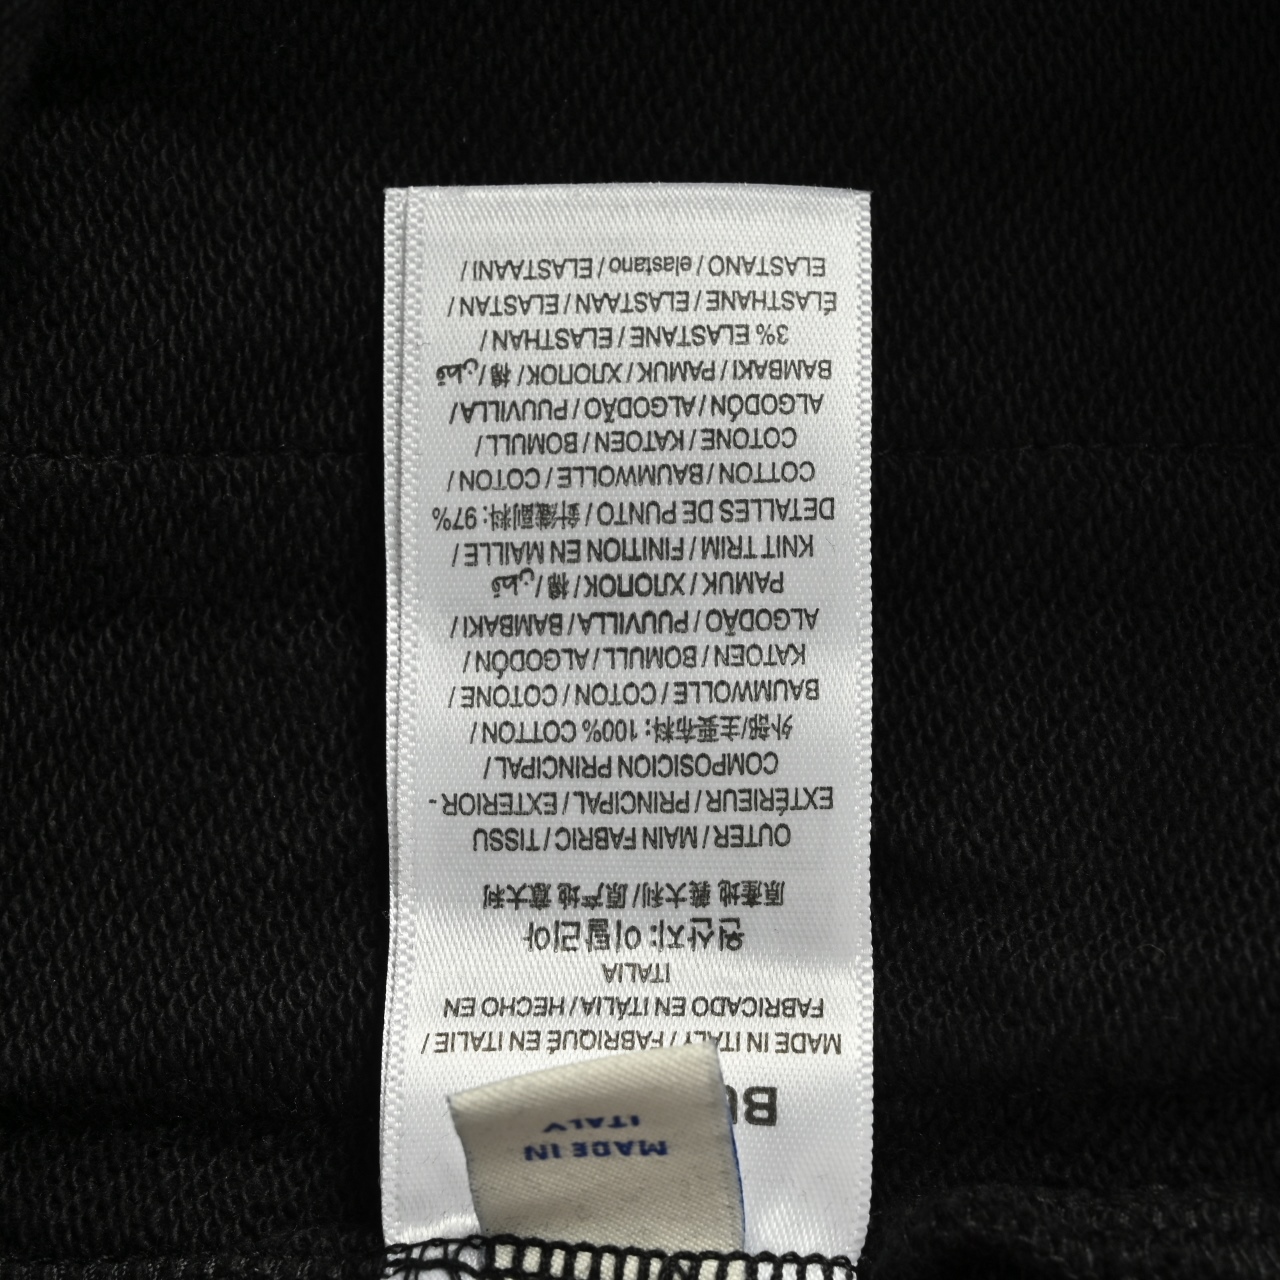 MADE IN
ITALY
BU
MADE IN ITALY / FABRIQUÉ EN ITALIE /
FABRICADO EN ITÁLIA / HECHO EN
ITALIA
원산지: 이탈리아
原產地 義大利/ 原产地 意大利
OUTER / MAIN FABRIC / TISSU
EXTÉRIEUR / PRINCIPAL / EXTERIOR -
COMPOSICION PRINCIPAL /
外部/主要布料: 100% COTTON /
BAUMWOLLE / COTON / COTONE /
KATOEN / BOMULL / ALGODÓN /
ALGODÃO / PUUVILLA / BAMBAKI /
PAMUK / ХЛОПОК / 棉 / قطن
KNIT TRIM / FINITION EN MAILLE /
DETALLES DE PUNTO / 針織副料: 97%
COTTON / BAUMWOLLE / COTON /
COTONE / KATOEN / BOMULL /
ALGODÓN / ALGODÃO / PUUVILLA /
BAMBAKI / PAMUK / ХЛОПОК / 棉 / قطن
3% ELASTANE / ELASTHAN /
ÉLASTHANE / ELASTAAN / ELASTAN /
ELASTANO / elastano / ELASTAANI /